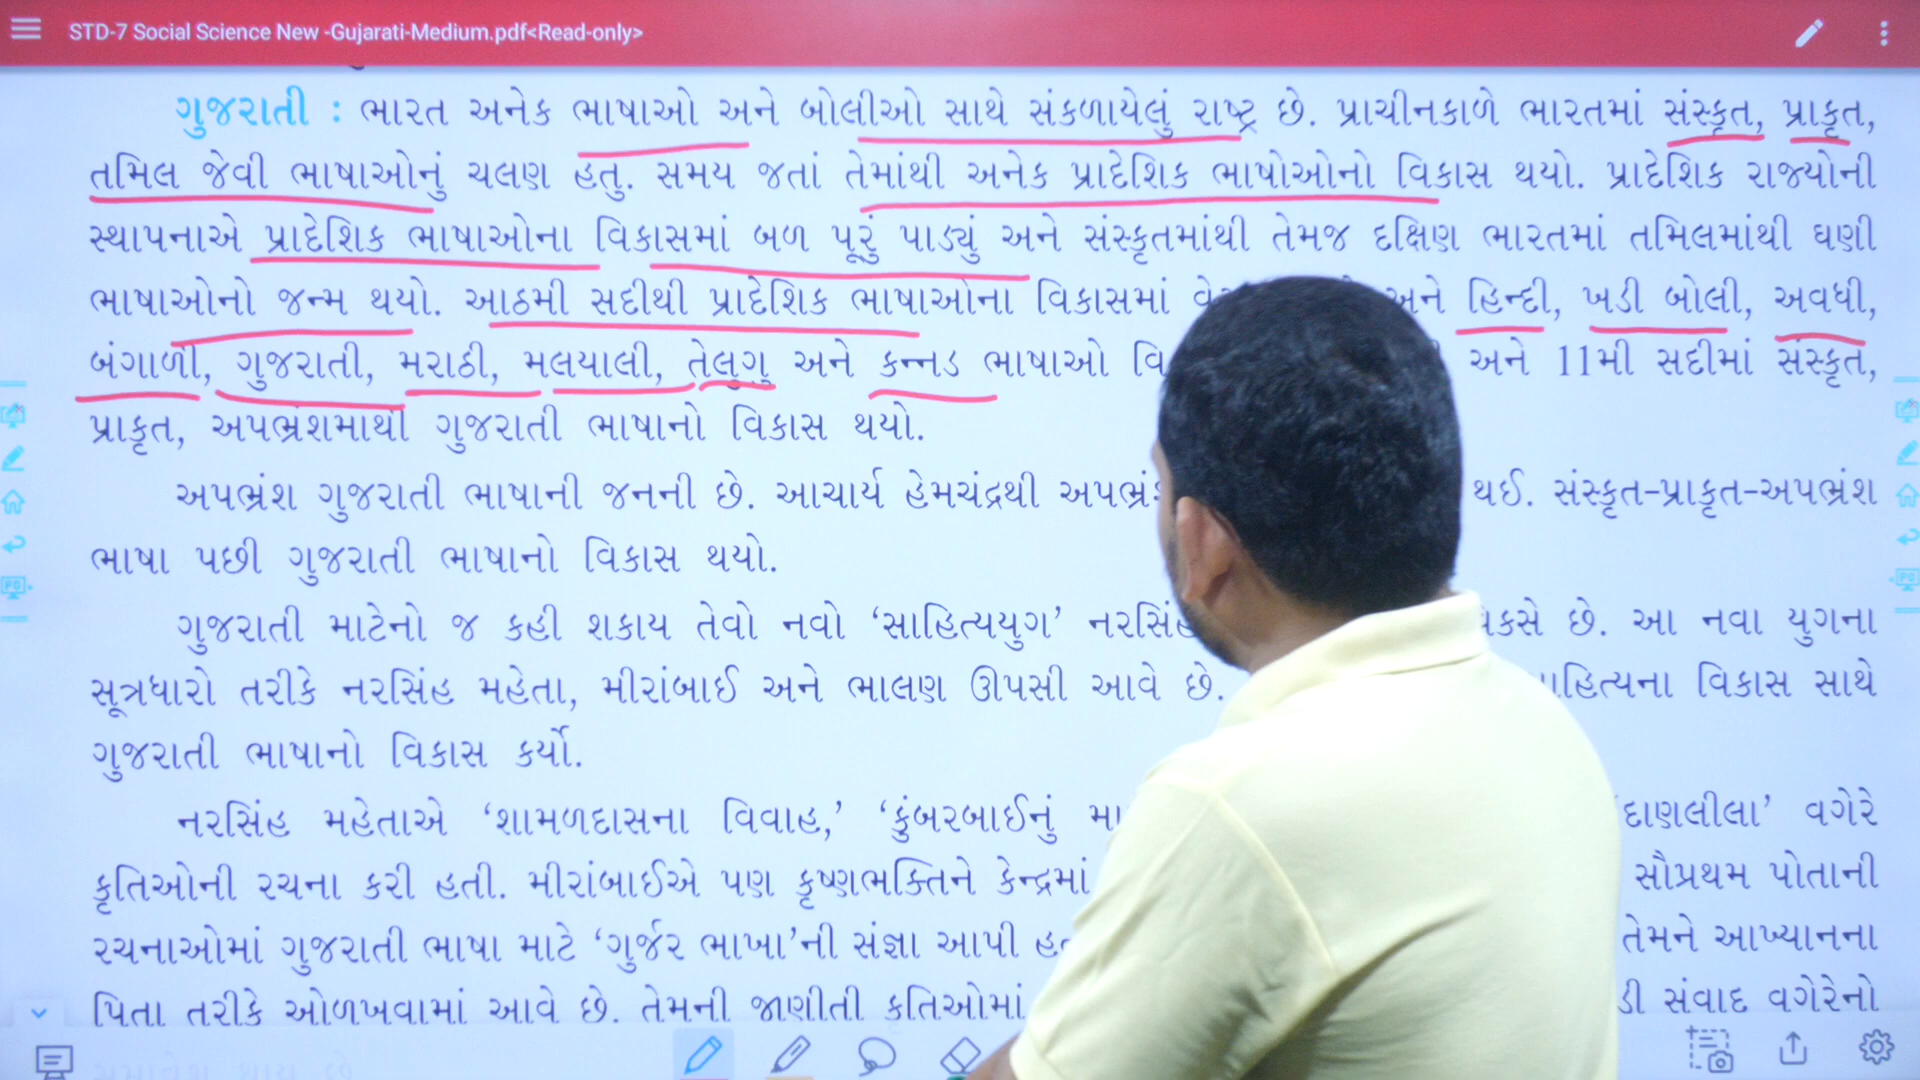 STD-7 Social Science New -Gujarati-Medium.pdf<Read-only>
ગુજરાતી : ભારત અનેક ભાષાઓ અને બોલીઓ સાથે સંકળાયેલું રાષ્ટ્ર છે. પ્રાચીનકાળે ભારતમાં સંસ્કૃત, પ્રાકૃત,
તમિલ જેવી ભાષાઓનું ચલણ હતુ. સમય જતાં તેમાંથી અનેક પ્રાદેશિક ભાષોઓનો વિકાસ થયો. પ્રાદેશિક રાજ્યોની
સ્થાપનાએ પ્રાદેશિક ભાષાઓના વિકાસમાં બળ પૂરું પાડ્યું અને સંસ્કૃતમાંથી તેમજ દક્ષિણ ભારતમાં તમિલમાંથી ઘણી
ભાષાઓનો જન્મ થયો. આઠમી સદીથી પ્રાદેશિક ભાષાઓના વિકાસમાં અને હિન્દી, ખડી બોલી, અવધી,
બંગાળી, ગુજરાતી, મરાઠી, મલયાલી, તેલુગુ અને કન્નડ ભાષાઓ અને 11મી સદીમાં સંસ્કૃત,
પ્રાકૃત, અપભ્રંશમાંથી ગુજરાતી ભાષાનો વિકાસ થયો.
અપભ્રંશ ગુજરાતી ભાષાની જનની છે. આચાર્ય હેમચંદ્રથી થઈ. સંસ્કૃત-પ્રાકૃત-અપભ્રંશ
ભાષા પછી ગુજરાતી ભાષાનો વિકાસ થયો.
ગુજરાતી માટેનો જ કહી શકાય તેવો નવો ‘સાહિત્યયુગ’ છે. આ નવા યુગના
સૂત્રધારો તરીકે નરસિંહ મહેતા, મીરાંબાઈ અને ભાલણ ઊપસી આવે છે. વિકાસ સાથે
ગુજરાતી ભાષાનો વિકાસ કર્યો.
નરસિંહ મહેતાએ ‘શામળદાસના વિવાહ,’ ‘કુંબરબાઈનું દાણલીલા’ વગેરે
કૃતિઓની રચના કરી હતી. મીરાંબાઈએ પણ કૃષ્ણભક્તિને કેન્દ્રમાં સૌપ્રથમ પોતાની
રચનાઓમાં ગુજરાતી ભાષા માટે ‘ગુર્જર ભાખા’ની સંજ્ઞા આપી તેમને આખ્યાનના
પિતા તરીકે ઓળખવામાં આવે છે. તેમની જાણીતી કૃતિઓમાં સંવાદ વગેરેનો